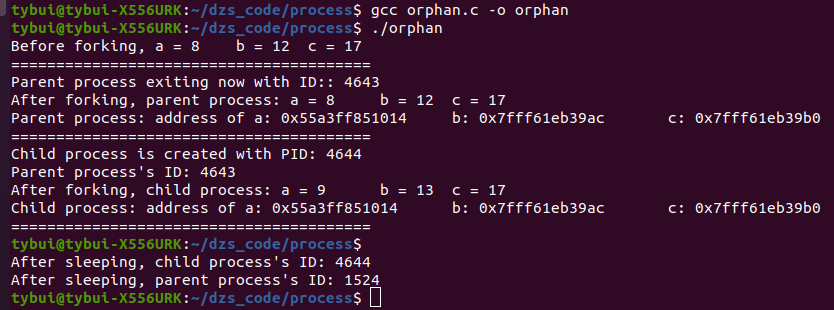 tybui@tybui-X556URK:~/dzs_code/process$ gcc orphan.c -o orphan
tybui@tybui-X556URK:~/dzs_code/process$ ./orphan
Before forking, a = 8    b = 12  c = 17
========================================
Parent process exiting now with ID:: 4643
After forking, parent process: a = 8     b = 12  c = 17
Parent process: address of a: 0x55a3ff851014     b: 0x7fff61eb39ac       c: 0x7fff61eb39b0
========================================
Child process is created with PID: 4644
Parent process's ID: 4643
After forking, child process: a = 9      b = 13  c = 17
Child process: address of a: 0x55a3ff851014      b: 0x7fff61eb39ac       c: 0x7fff61eb39b0
========================================
tybui@tybui-X556URK:~/dzs_code/process$
After sleeping, child process's ID: 4644
After sleeping, parent process's ID: 1524
tybui@tybui-X556URK:~/dzs_code/process$